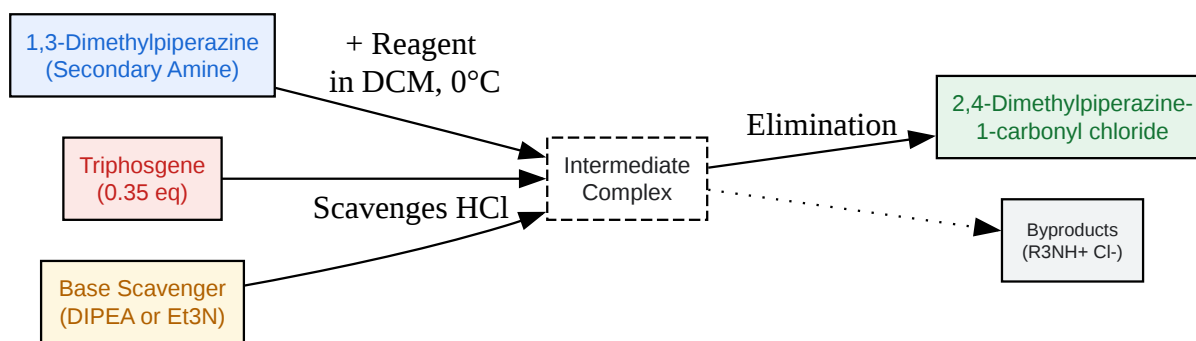 1,3-Dimethylpiperazine
(Secondary Amine)
+ Reagent
in DCM, 0°C
Triphosgene
(0.35 eq)
Scavenges HCl
Base Scavenger
(DIPEA or Et3N)
Intermediate
Complex
Elimination
2,4-Dimethylpiperazine-
1-carbonyl chloride
Byproducts
(R3NH+ Cl-)